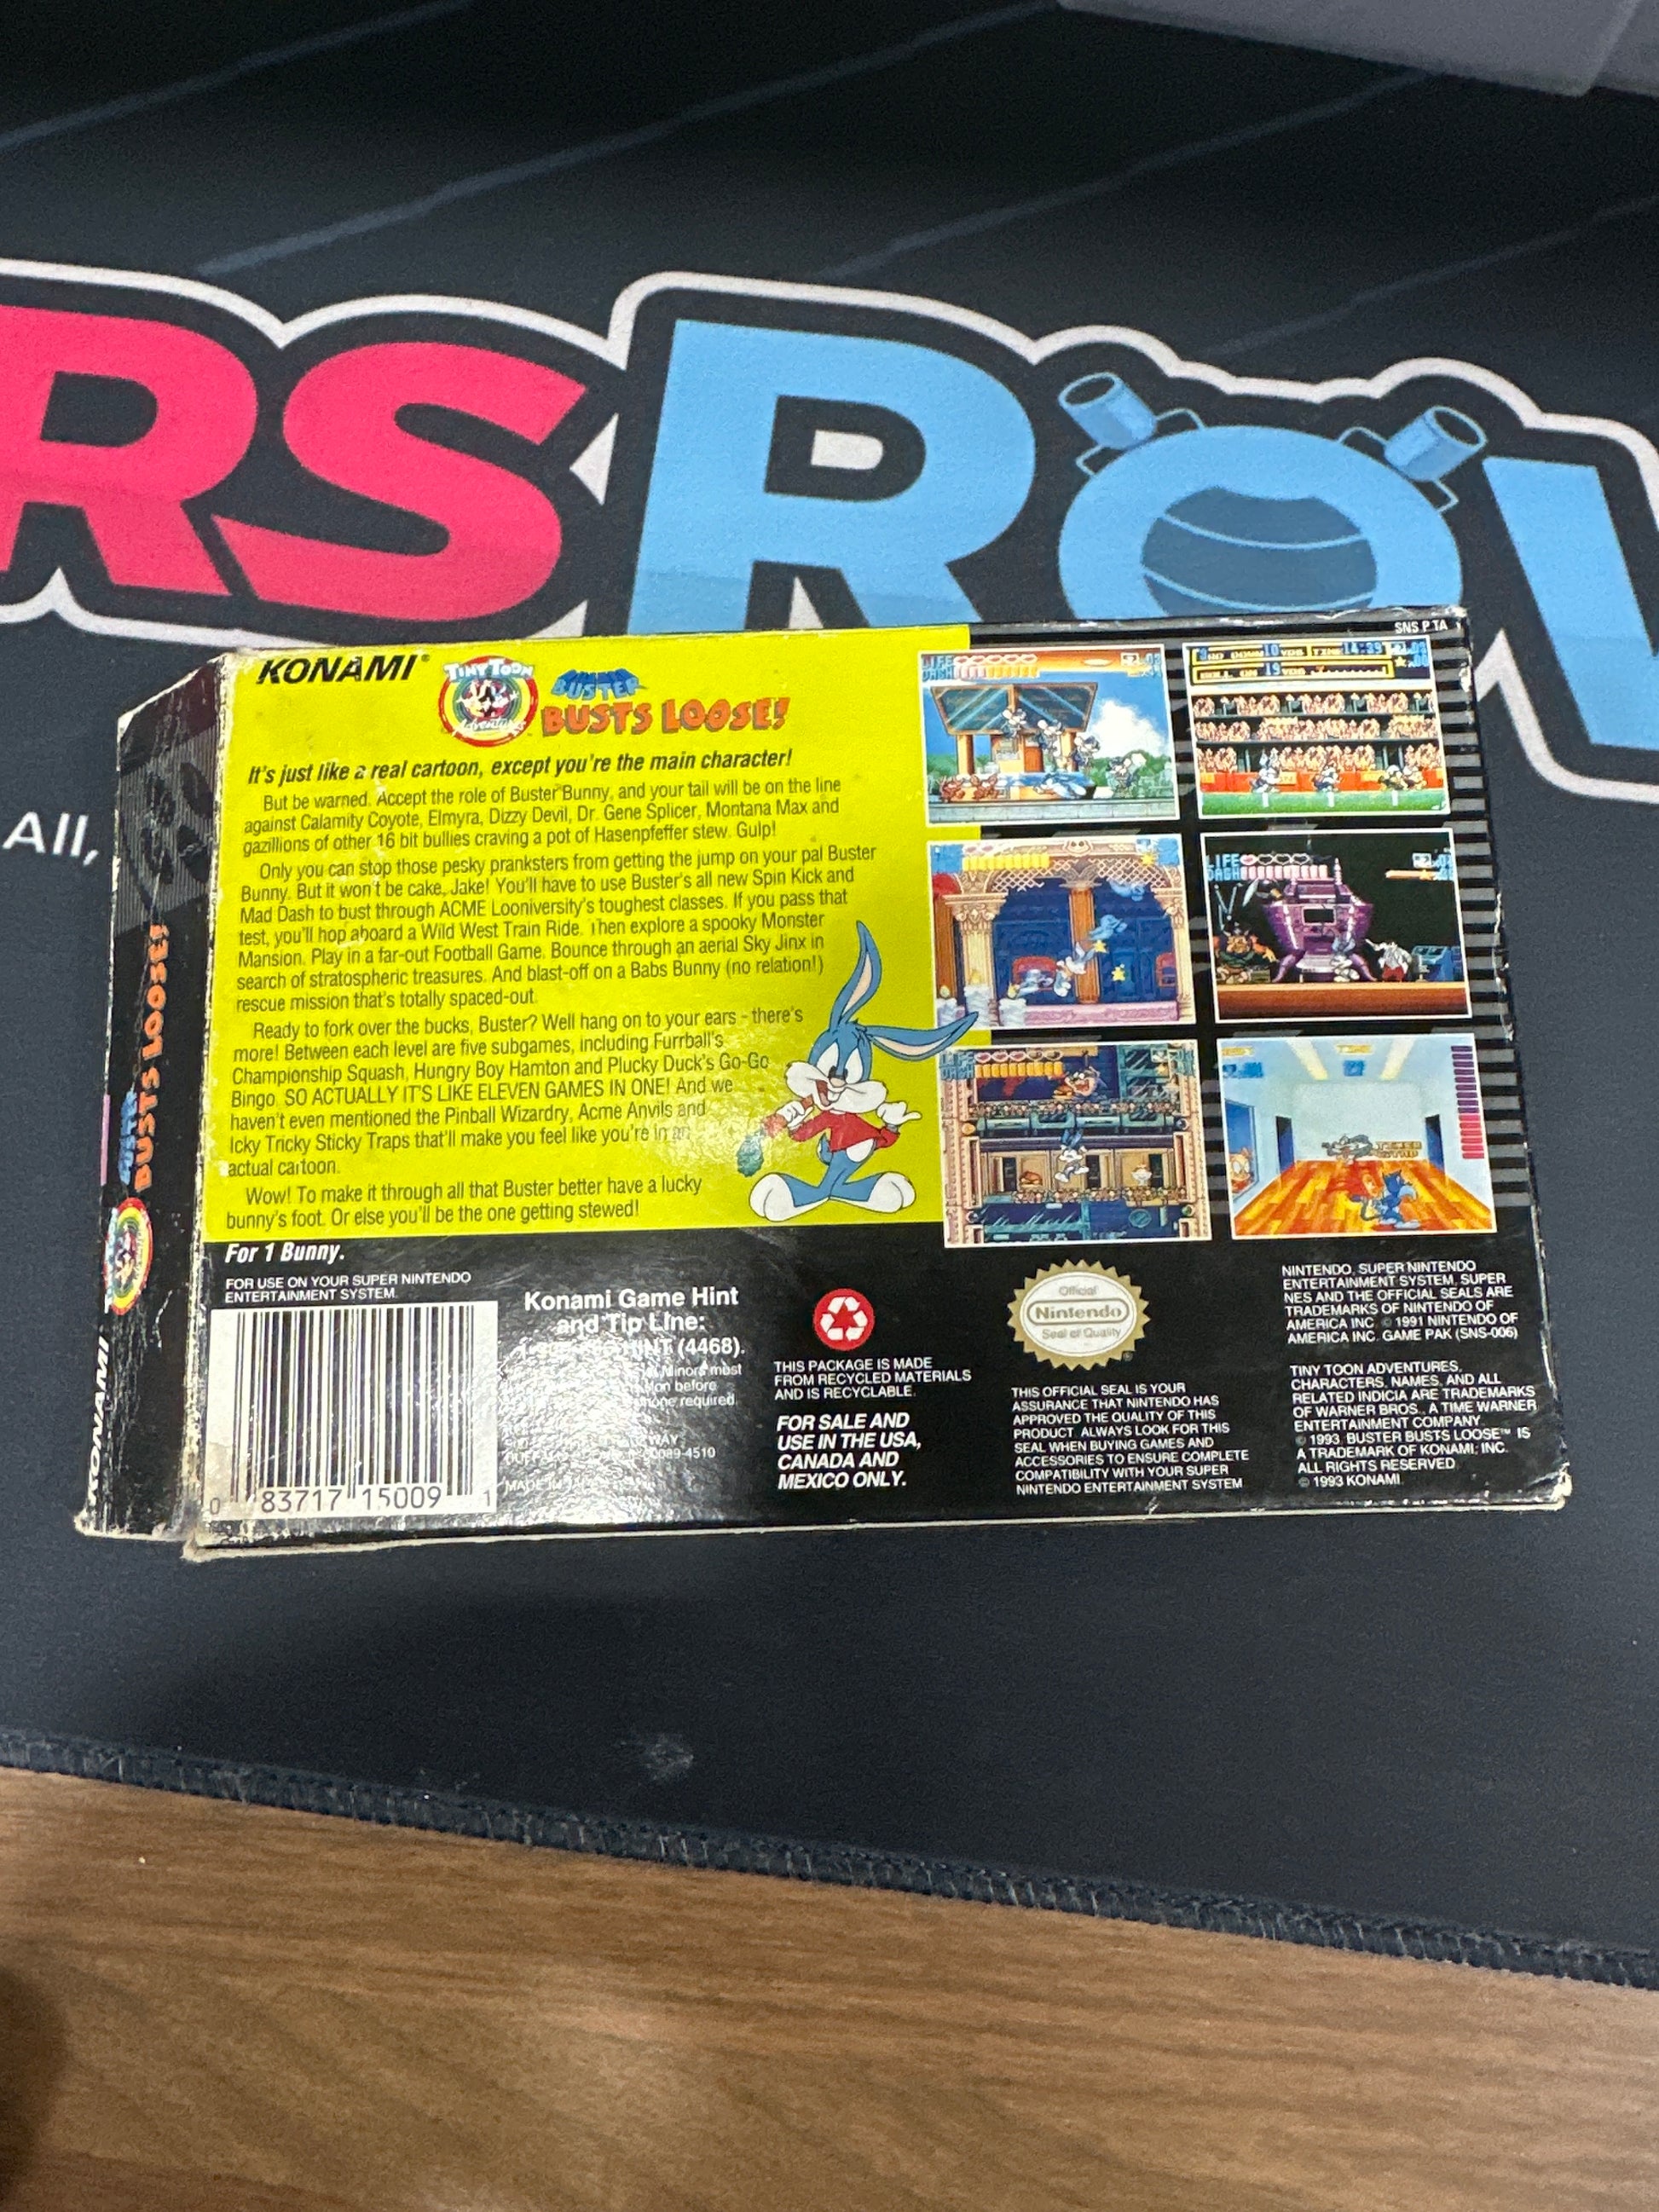 RS ROW
All,
SNS P TA
KONAMI®
TINY TOON
Adventures
BUSTER
BUSTS LOOSE!
It's just like a real cartoon, except you're the main character!
But be warned. Accept the role of Buster Bunny, and your tail will be on the line
against Calamity Coyote, Elmyra, Dizzy Devil, Dr. Gene Splicer, Montana Max and
gazillions of other 16 bit bullies craving a pot of Hasenpfeffer stew. Gulp!
Only you can stop those pesky pranksters from getting the jump on your pal Buster
Bunny. But it won't be cake, Jake! You'll have to use Buster's all new Spin Kick and
Mad Dash to bust through ACME Looniversity's toughest classes. If you pass that
test, you'll hop aboard a Wild West Train Ride. Then explore a spooky Monster
Mansion. Play in a far-out Football Game. Bounce through an aerial Sky Jinx in
search of stratospheric treasures. And blast-off on a Babs Bunny (no relation!)
rescue mission that's totally spaced-out.
Ready to fork over the bucks, Buster? Well hang on to your ears - there's
more! Between each level are five subgames, including Furrball's
Championship Squash, Hungry Boy Hamton and Plucky Duck's Go-Go
Bingo. SO ACTUALLY IT'S LIKE ELEVEN GAMES IN ONE! And we
haven't even mentioned the Pinball Wizardry, Acme Anvils and
Icky Tricky Sticky Traps that'll make you feel like you're in an
actual cartoon.
Wow! To make it through all that Buster better have a lucky
bunny's foot. Or else you'll be the one getting stewed!
For 1 Bunny.
FOR USE ON YOUR SUPER NINTENDO
ENTERTAINMENT SYSTEM.
0 83717 15009 1
Konami Game Hint
and Tip Line:
HINT (4468).
Minors must
before
phone required.
WAY
60089-4510
MADE IN
THIS PACKAGE IS MADE
FROM RECYCLED MATERIALS
AND IS RECYCLABLE.
FOR SALE AND
USE IN THE USA,
CANADA AND
MEXICO ONLY.
Official
Nintendo
Seal of Quality
THIS OFFICIAL SEAL IS YOUR
ASSURANCE THAT NINTENDO HAS
APPROVED THE QUALITY OF THIS
PRODUCT. ALWAYS LOOK FOR THIS
SEAL WHEN BUYING GAMES AND
ACCESSORIES TO ENSURE COMPLETE
COMPATIBILITY WITH YOUR SUPER
NINTENDO ENTERTAINMENT SYSTEM
NINTENDO, SUPER NINTENDO
ENTERTAINMENT SYSTEM, SUPER
NES AND THE OFFICIAL SEALS ARE
TRADEMARKS OF NINTENDO OF
AMERICA INC. © 1991 NINTENDO OF
AMERICA INC. GAME PAK (SNS-006)
TINY TOON ADVENTURES,
CHARACTERS, NAMES, AND ALL
RELATED INDICIA ARE TRADEMARKS
OF WARNER BROS., A TIME WARNER
ENTERTAINMENT COMPANY
© 1993. BUSTER BUSTS LOOSE™ IS
A TRADEMARK OF KONAMI, INC.
ALL RIGHTS RESERVED.
© 1993 KONAMI.
LIFE
DASH
LIFE
DASH
BUSTER
BUSTS LOOSE!
KONAMI